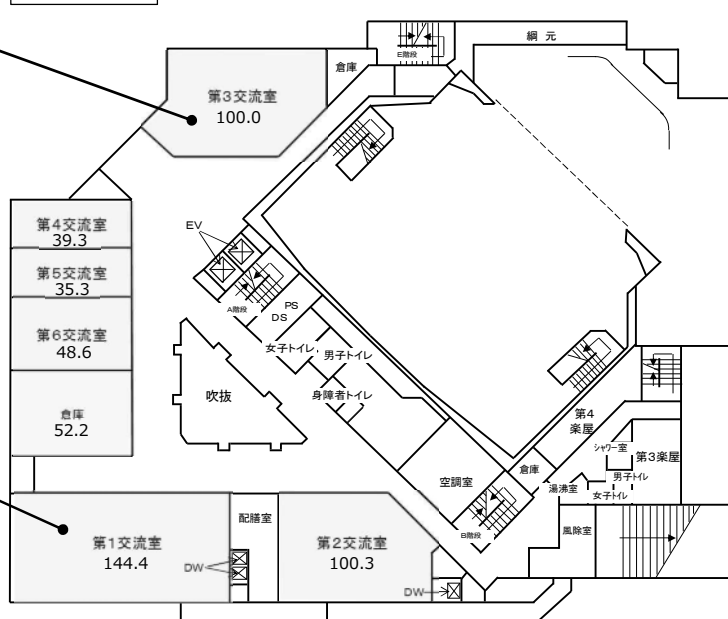 綱 元
E階段
倉庫
第3交流室
100.0
第4交流室
39.3
第5交流室
35.3
第6交流室
48.6
倉庫
52.2
EV
A階段
PS
DS
女子トイレ
男子トイレ
身障者トイレ
吹抜
第4
楽屋
シャワー室
第3楽屋
倉庫
男子トイレ
湯沸室
女子トイレ
空調室
B階段
風除室
配膳室
第1交流室
144.4
第2交流室
100.3
DW
DW